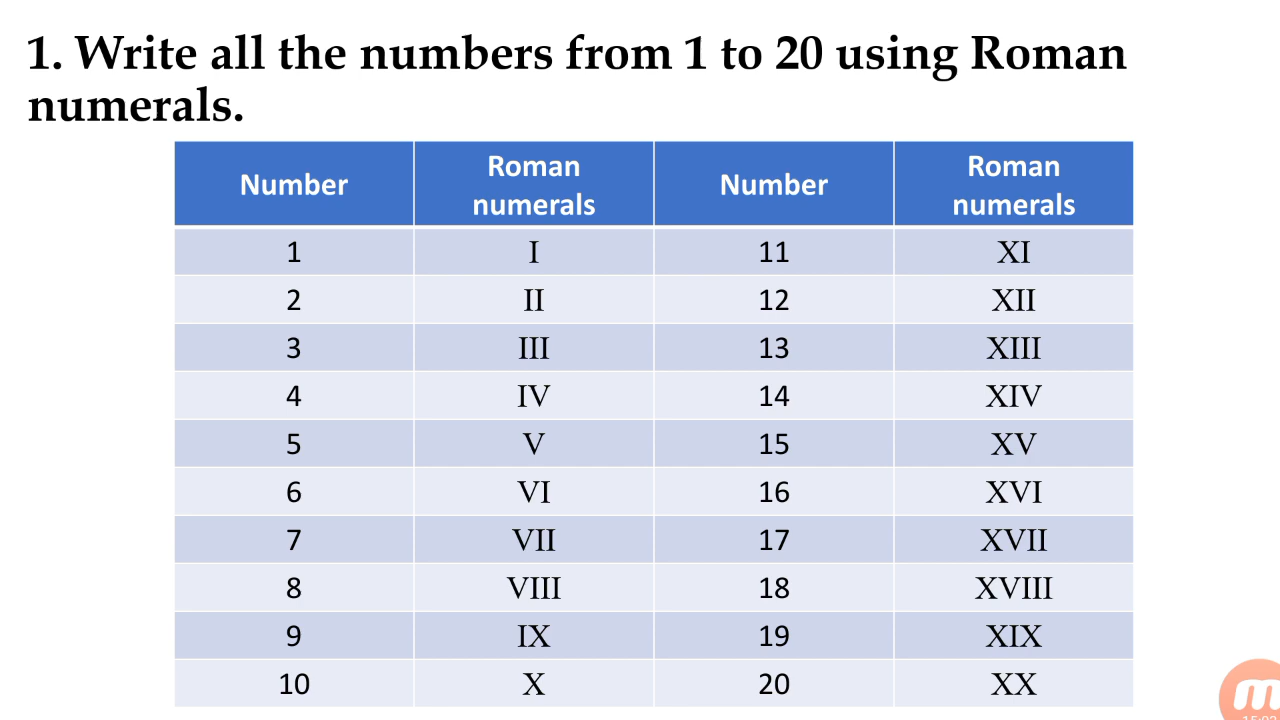 1. Write all the numbers from 1 to 20 using Roman
numerals.
Number Roman numerals Number Roman numerals
1 I 11 XI
2 II 12 XII
3 III 13 XIII
4 IV 14 XIV
5 V 15 XV
6 VI 16 XVI
7 VII 17 XVII
8 VIII 18 XVIII
9 IX 19 XIX
10 X 20 XX